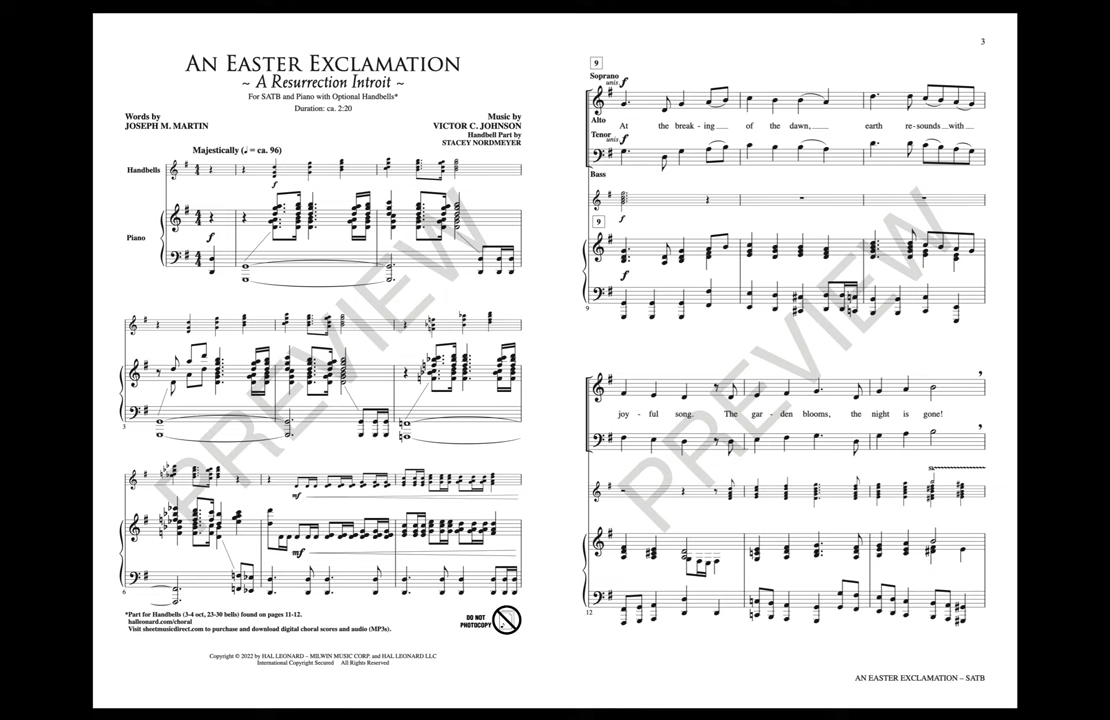 AN EASTER EXCLAMATION
~ A Resurrection Introit ~
For SATB and Piano with Optional Handbells*
Duration: ca. 2:20
Words by
JOSEPH M. MARTIN
Music by
VICTOR C. JOHNSON
Handbell Part by
STACEY NORDMEYER
Majestically (♩ = ca. 96)
Handbells
f
Piano
f
3
mf
mf
6
*Part for Handbells (3-4 oct, 23-30 bells) found on pages 11-12.
halleonard.com/choral
Visit sheetmusicdirect.com to purchase and download digital choral scores and audio (MP3s).
DO NOT
PHOTOCOPY
Copyright © 2022 by HAL LEONARD – MILWIN MUSIC CORP. and HAL LEONARD LLC
International Copyright Secured All Rights Reserved
PREVIEW
3
9
Soprano
unis. f
Alto
At the break - ing of the dawn, earth re - sounds with
Tenor
unis. f
Bass
f
9
f
9
joy - ful song. The gar - den blooms, the night is gone!
8va
12
PREVIEW
AN EASTER EXCLAMATION – SATB